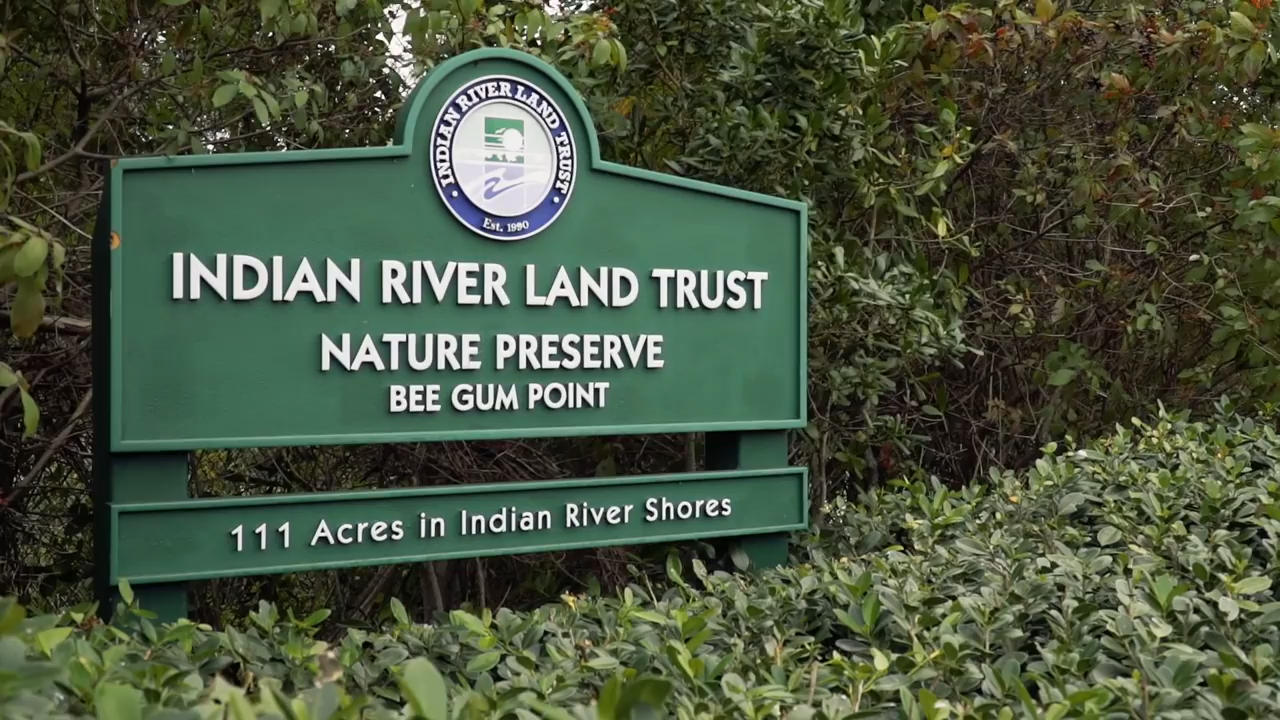 INDIAN RIVER LAND TRUST
Est. 1990
INDIAN RIVER LAND TRUST
NATURE PRESERVE
BEE GUM POINT
111 Acres in Indian River Shores